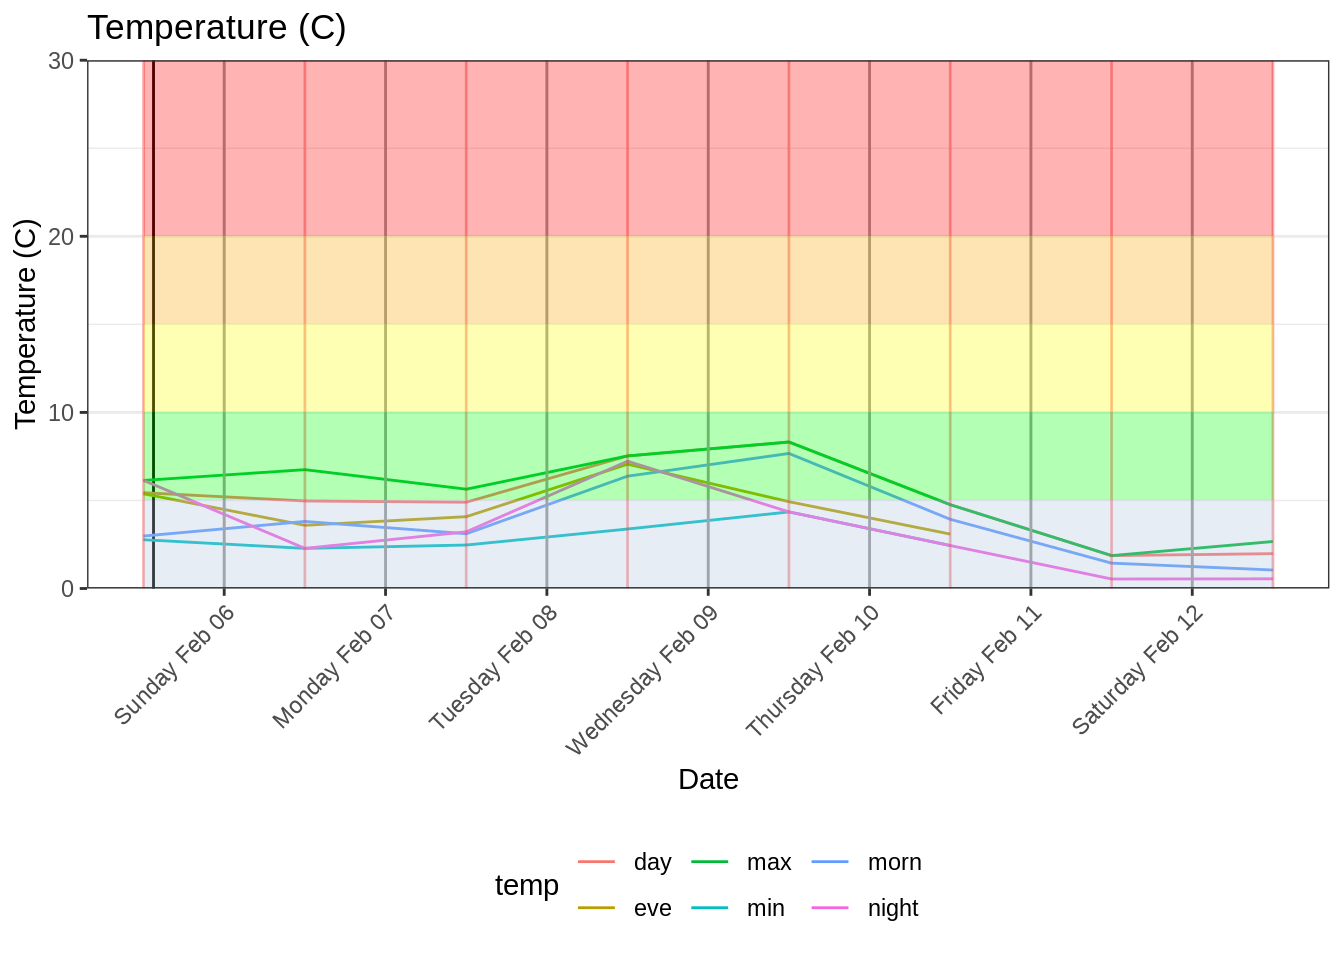 Temperature (C)
30
20
10
0
Temperature (C)
Sunday Feb 06
Monday Feb 07
Tuesday Feb 08
Wednesday Feb 09
Thursday Feb 10
Friday Feb 11
Saturday Feb 12
Date
temp
day
max
morn
eve
min
night